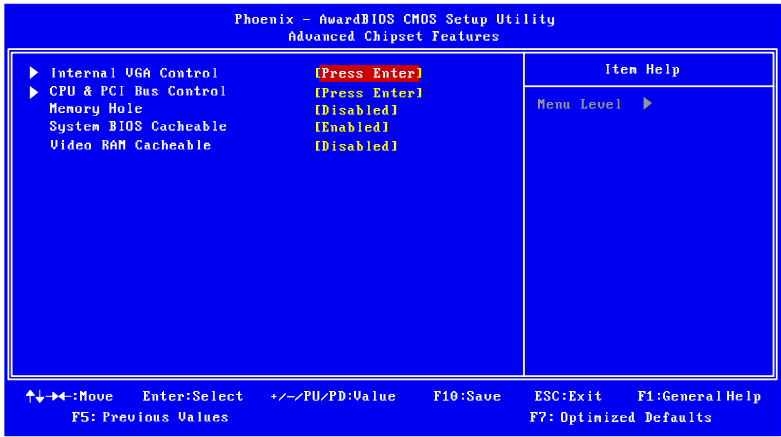 Phoenix - AwardBIOS CMOS Setup Utility
Advanced Chipset Features
Internal VGA Control [Press Enter]
CPU & PCI Bus Control [Press Enter]
Memory Hole [Disabled]
System BIOS Cacheable [Enabled]
Video RAM Cacheable [Disabled]
Item Help
Menu Level
↑↓→←:Move Enter:Select +/-/PU/PD:Value F10:Save ESC:Exit F1:General Help
F5: Previous Values F7: Optimized Defaults